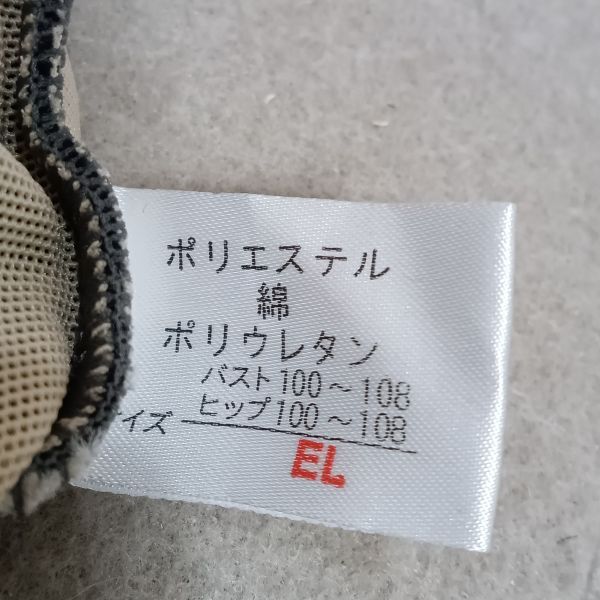 ポリエステル
綿
ポリウレタン
バスト100〜108
ヒップ100〜108
イズ
EL